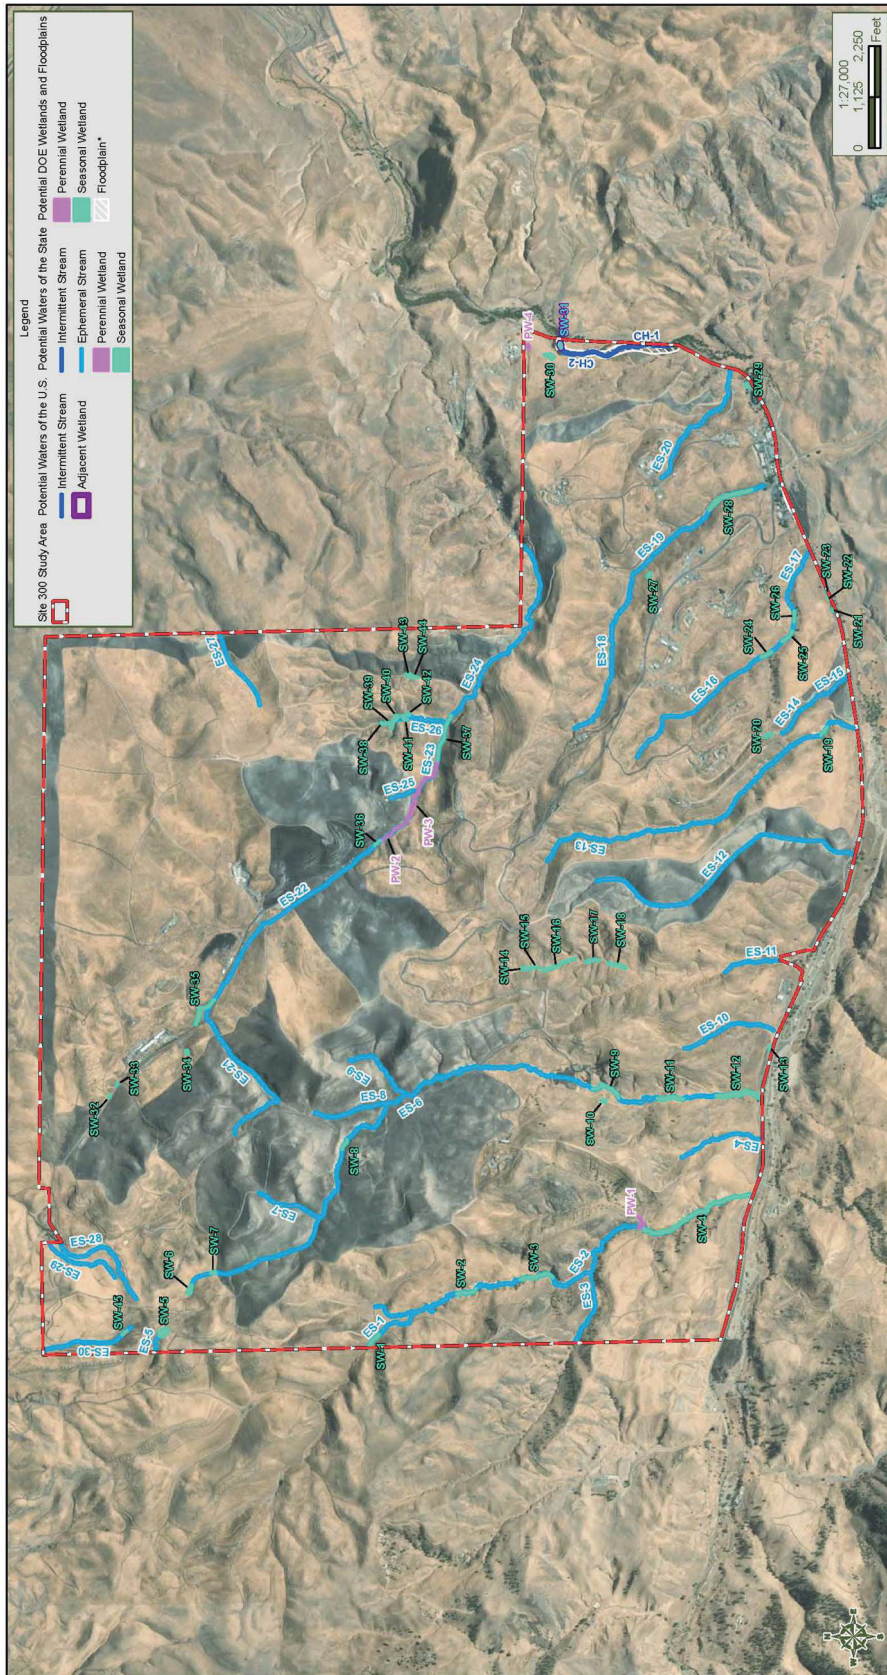 Legend
Site 300 Study Area
Potential Waters of the U.S.
Intermittent Stream
Adjacent Wetland
Potential Waters of the State
Intermittent Stream
Ephemeral Stream
Perennial Wetland
Seasonal Wetland
Potential DOE Wetlands and Floodplains
Perennial Wetland
Seasonal Wetland
Floodplain*
1:27,000
0 1,125 2,250
Feet
ES-30
ES-29
ES-28
SW-45
ES-5
SW-5
SW-6
SW-7
SW-32
SW-33
SW-34
SW-35
ES-21
ES-27
ES-22
ES-7
SW-8
ES-8
ES-9
ES-6
SW-1
ES-1
SW-2
SW-3
ES-3
ES-2
PW-1
SW-4
ES-4
SW-9
SW-10
SW-11
SW-12
SW-13
ES-10
ES-11
SW-14
SW-15
SW-16
SW-17
SW-18
SW-36
PW-2
PW-3
ES-25
ES-23
SW-37
ES-26
SW-38
SW-39
SW-40
SW-41
SW-42
SW-43
SW-44
ES-24
ES-12
ES-13
SW-19
SW-20
ES-14
ES-15
ES-16
SW-24
SW-25
SW-26
ES-17
SW-21
SW-22
SW-23
ES-18
SW-27
ES-19
SW-28
ES-20
SW-29
SW-30
PW-4
SW-31
CH-2
CH-1
N
E
S
W